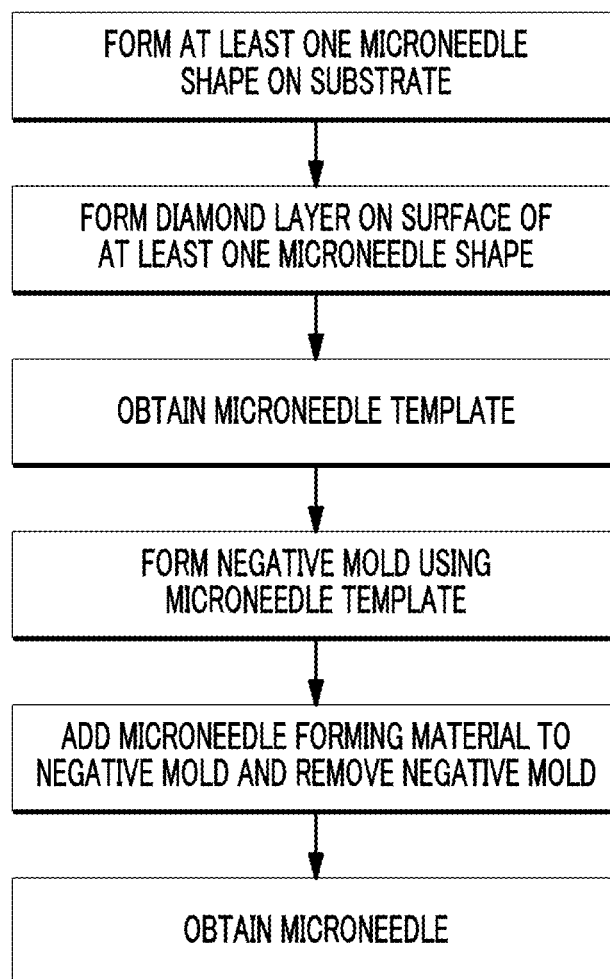 FORM AT LEAST ONE MICRONEEDLE
SHAPE ON SUBSTRATE
FORM DIAMOND LAYER ON SURFACE OF
AT LEAST ONE MICRONEEDLE SHAPE
OBTAIN MICRONEEDLE TEMPLATE
FORM NEGATIVE MOLD USING
MICRONEEDLE TEMPLATE
ADD MICRONEEDLE FORMING MATERIAL TO
NEGATIVE MOLD AND REMOVE NEGATIVE MOLD
OBTAIN MICRONEEDLE